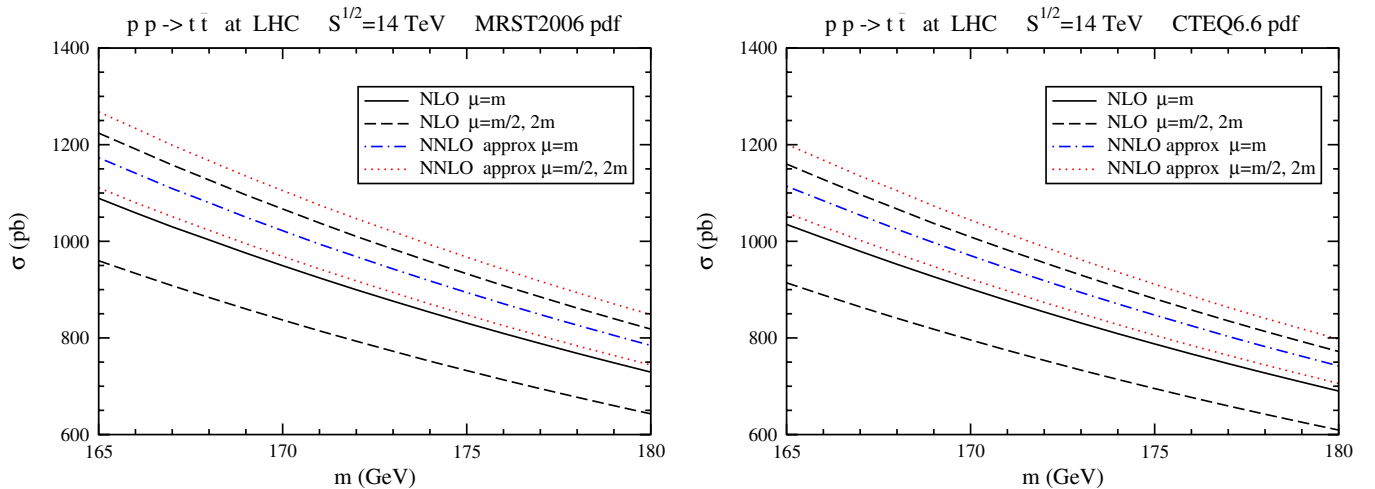 p p -> t t̄ at LHC S^1/2=14 TeV MRST2006 pdf
1400
1200
1000
800
600
σ (pb)
NLO μ=m
NLO μ=m/2, 2m
NNLO approx μ=m
NNLO approx μ=m/2, 2m
165
170
175
180
m (GeV)
p p -> t t̄ at LHC S^1/2=14 TeV CTEQ6.6 pdf
1400
1200
1000
800
600
σ (pb)
NLO μ=m
NLO μ=m/2, 2m
NNLO approx μ=m
NNLO approx μ=m/2, 2m
165
170
175
180
m (GeV)